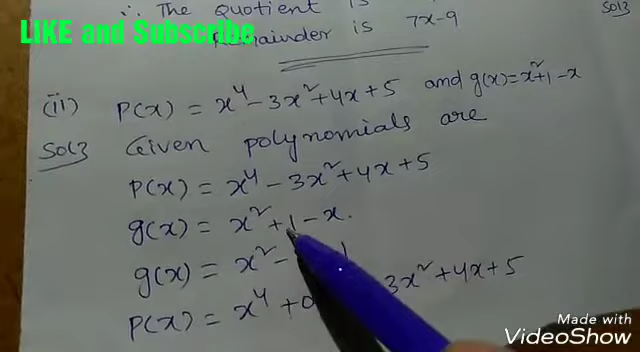 ∴ The Quotient is
LIKE and Subscribe
Remainder is 7x-9
Sol3
(ii) P(x) = x⁴ - 3x² + 4x + 5 and g(x) = x² + 1 - x
Sol3 Given polynomials are
P(x) = x⁴ - 3x² + 4x + 5
g(x) = x² + 1 - x.
g(x) = x² - 1
P(x) = x⁴ + 0 3x² + 4x + 5
Made with
VideoShow